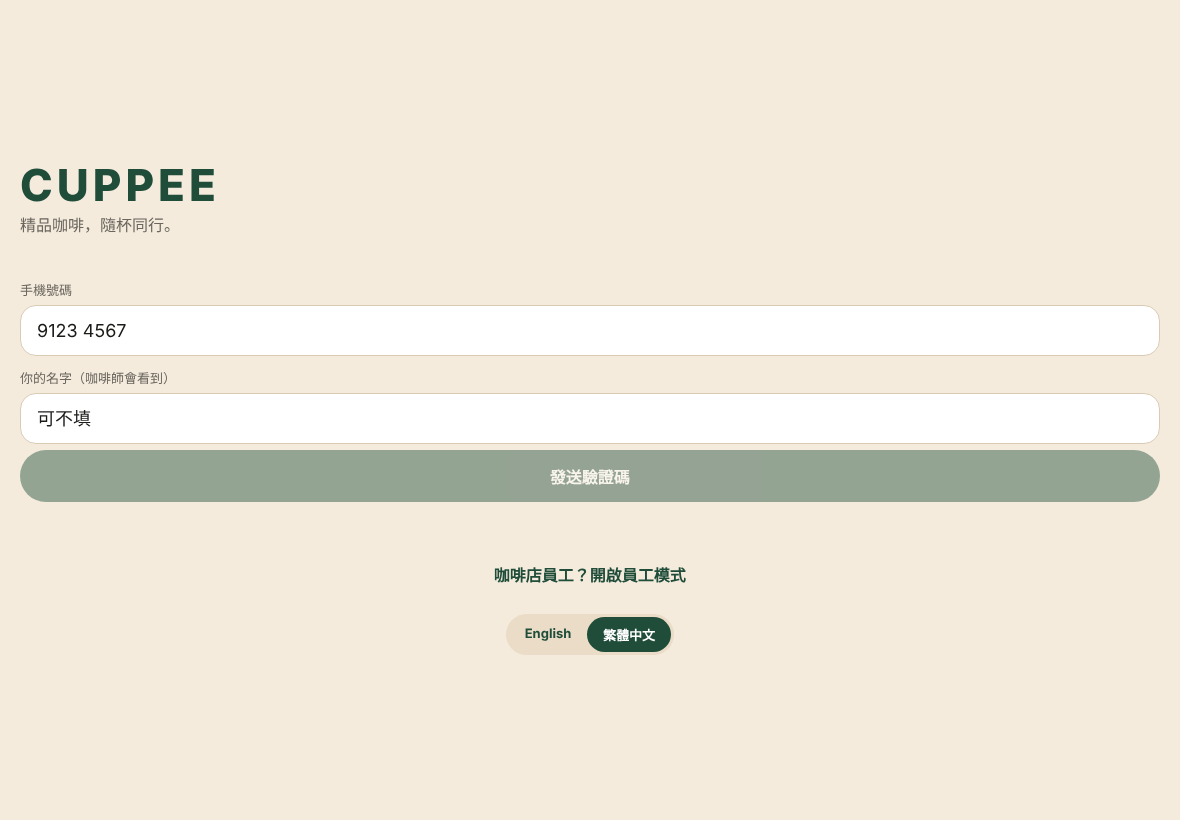 CUPPEE
精品咖啡，隨杯同行。
手機號碼
9123 4567
你的名字（咖啡師會看到）
可不填
發送驗證碼
咖啡店員工？開啟員工模式
English
繁體中文